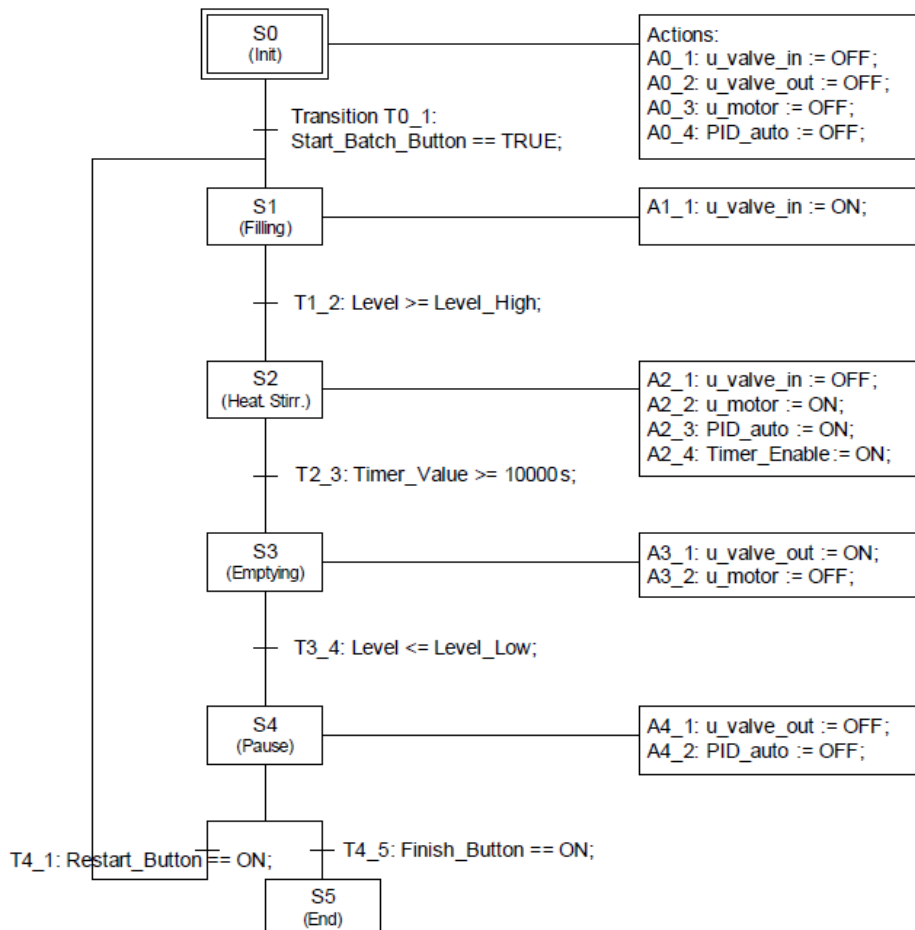 S0
(Init)
Actions:
A0_1: u_valve_in := OFF;
A0_2: u_valve_out := OFF;
A0_3: u_motor := OFF;
A0_4: PID_auto := OFF;
Transition T0_1:
Start_Batch_Button == TRUE;
S1
(Filling)
A1_1: u_valve_in := ON;
T1_2: Level >= Level_High;
S2
(Heat. Stirr.)
A2_1: u_valve_in := OFF;
A2_2: u_motor := ON;
A2_3: PID_auto := ON;
A2_4: Timer_Enable := ON;
T2_3: Timer_Value >= 10000 s;
S3
(Emptying)
A3_1: u_valve_out := ON;
A3_2: u_motor := OFF;
T3_4: Level <= Level_Low;
S4
(Pause)
A4_1: u_valve_out := OFF;
A4_2: PID_auto := OFF;
T4_1: Restart_Button == ON;
T4_5: Finish_Button == ON;
S5
(End)